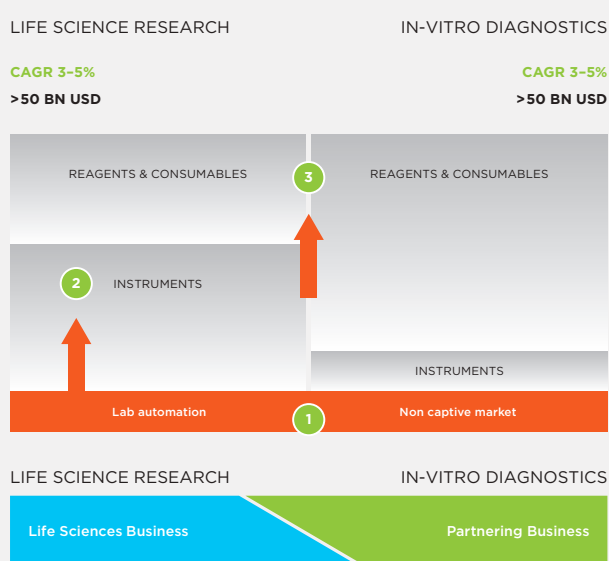 LIFE SCIENCE RESEARCH
IN-VITRO DIAGNOSTICS
CAGR 3–5%
CAGR 3–5%
>50 BN USD
>50 BN USD
REAGENTS & CONSUMABLES
3
REAGENTS & CONSUMABLES
2
INSTRUMENTS
INSTRUMENTS
Lab automation
1
Non captive market
LIFE SCIENCE RESEARCH
IN-VITRO DIAGNOSTICS
Life Sciences Business
Partnering Business